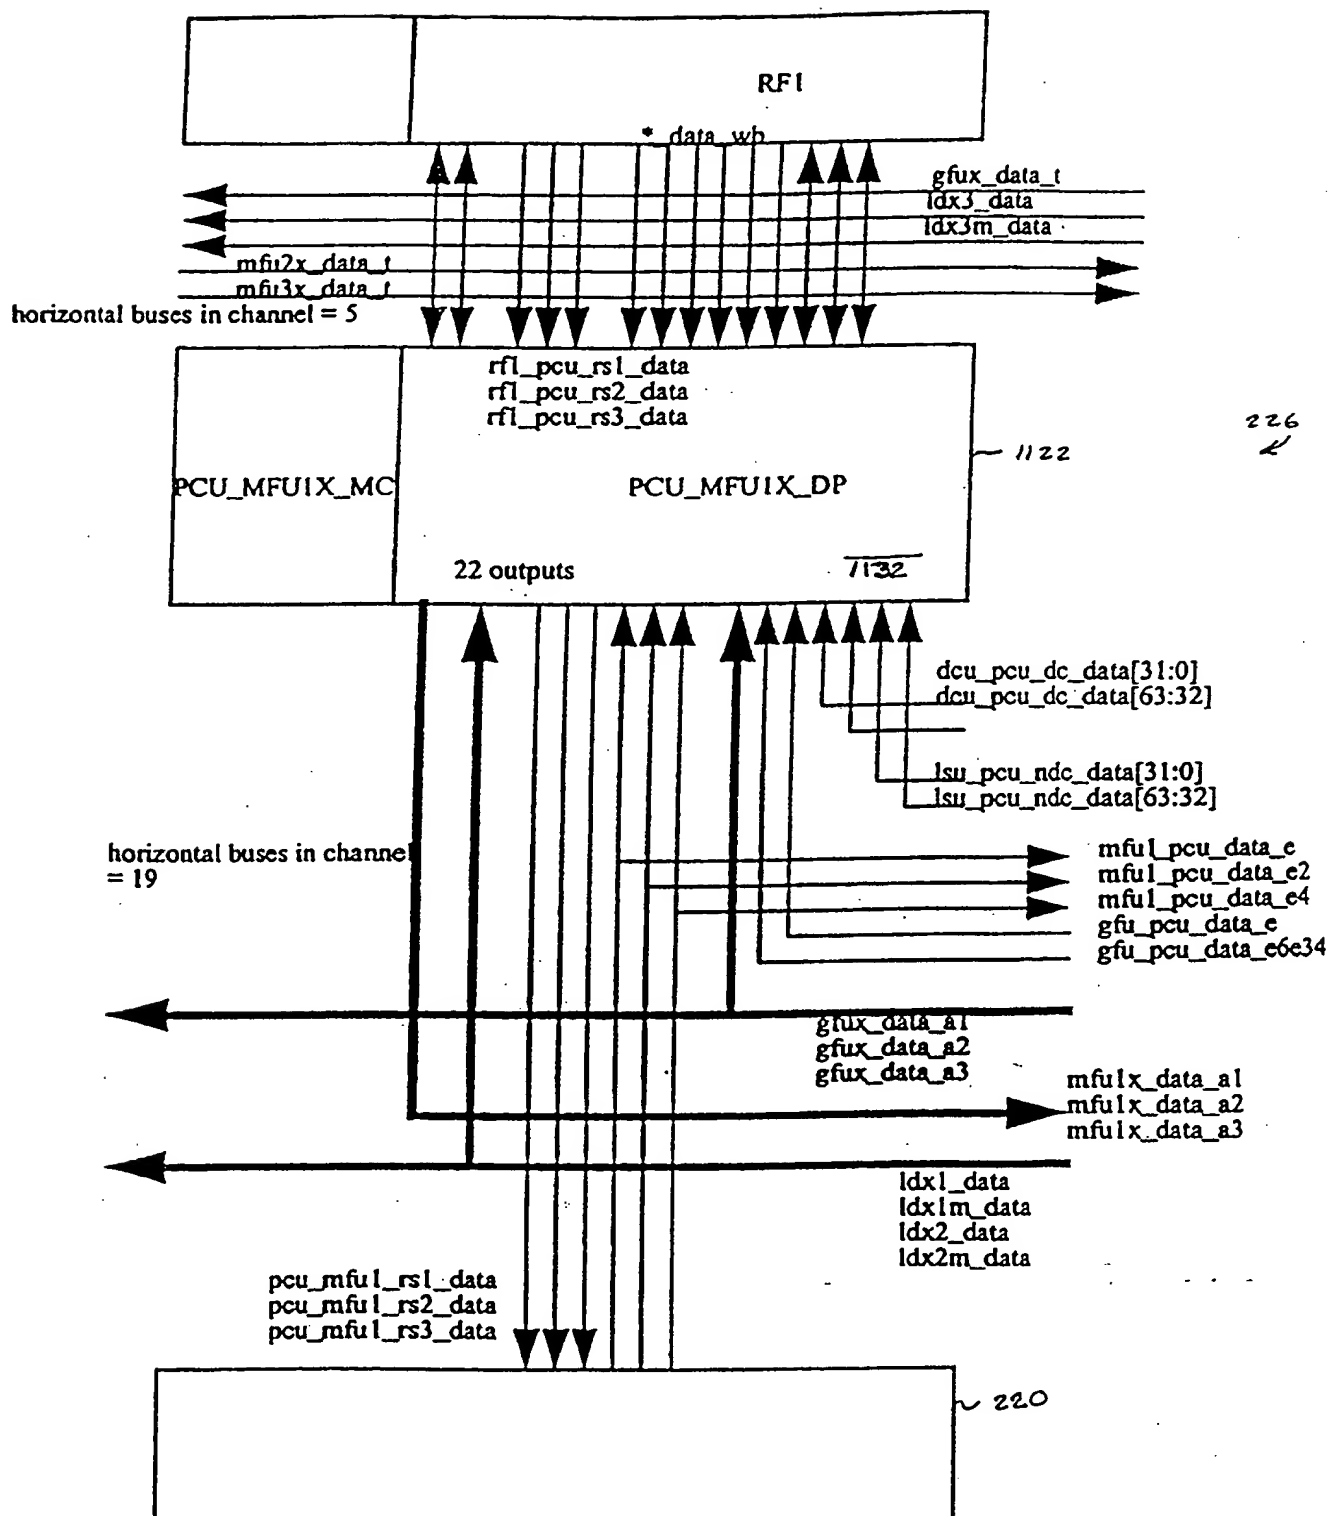 RF1
*_data_wb
gfux_data_t
ldx3_data
ldx3m_data
mfu2x_data_t
mfu3x_data_t
horizontal buses in channel = 5
rf1_pcu_rs1_data
rf1_pcu_rs2_data
rf1_pcu_rs3_data
226
1122
PCU_MFU1X_MC
PCU_MFU1X_DP
22 outputs
1132
dcu_pcu_dc_data[31:0]
dcu_pcu_dc_data[63:32]
lsu_pcu_ndc_data[31:0]
lsu_pcu_ndc_data[63:32]
horizontal buses in channel
= 19
mfu1_pcu_data_e
mfu1_pcu_data_e2
mfu1_pcu_data_e4
gfu_pcu_data_e
gfu_pcu_data_e6e34
gfux_data_a1
gfux_data_a2
gfux_data_a3
mfu1x_data_a1
mfu1x_data_a2
mfu1x_data_a3
ldx1_data
ldx1m_data
ldx2_data
ldx2m_data
pcu_mfu1_rs1_data
pcu_mfu1_rs2_data
pcu_mfu1_rs3_data
220